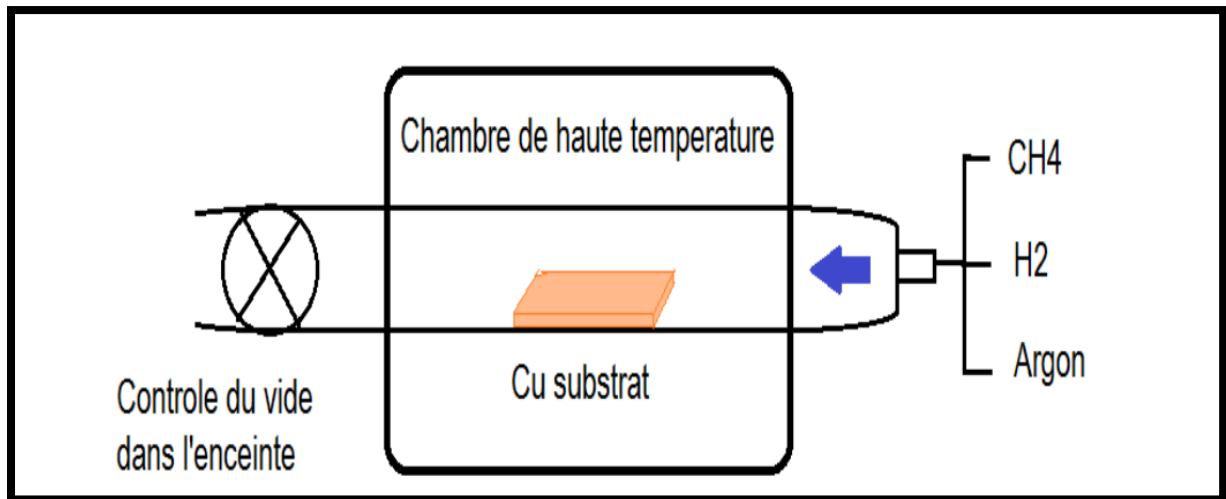 Chambre de haute temperature
CH4
H2
Argon
Cu substrat
Controle du vide
dans l'enceinte